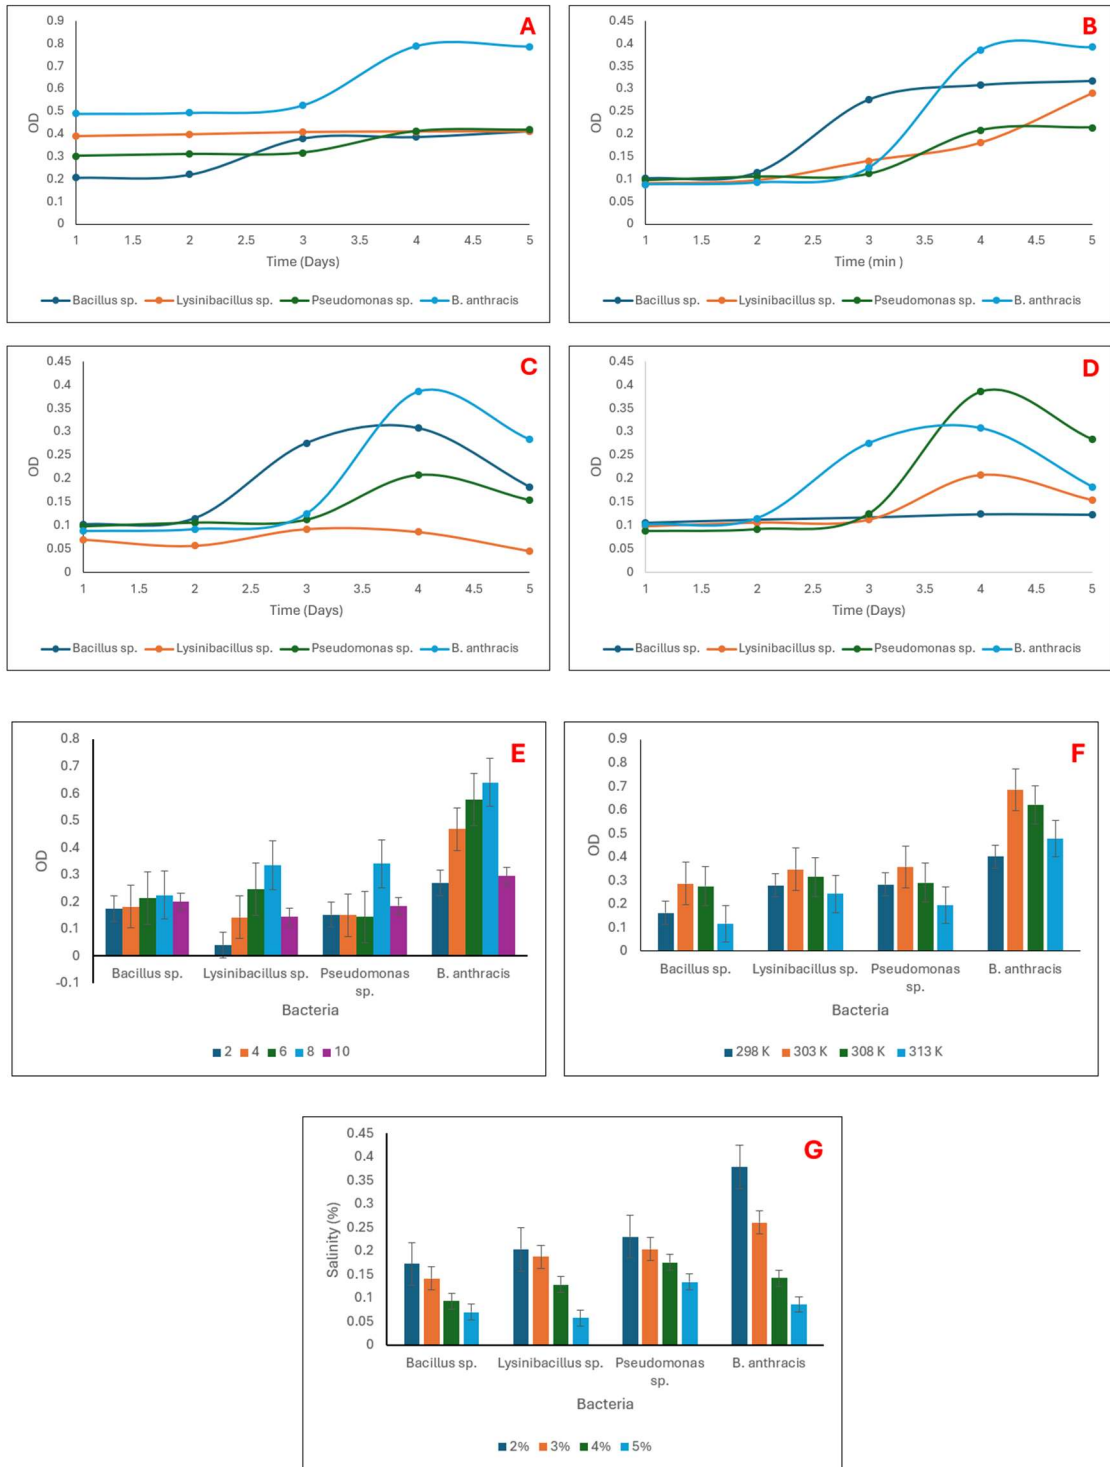 A
0.9
0.8
0.7
0.6
0.5
0.4
0.3
0.2
0.1
0
OD
1 1.5 2 2.5 3 3.5 4 4.5 5
Time (Days)
Bacillus sp. Lysinibacillus sp. Pseudomonas sp. B. anthracis
B
0.45
0.4
0.35
0.3
0.25
0.2
0.15
0.1
0.05
0
OD
1 1.5 2 2.5 3 3.5 4 4.5 5
Time (min )
Bacillus sp. Lysinibacillus sp. Pseudomonas sp. B. anthracis
C
0.45
0.4
0.35
0.3
0.25
0.2
0.15
0.1
0.05
0
OD
1 1.5 2 2.5 3 3.5 4 4.5 5
Time (Days)
Bacillus sp. Lysinibacillus sp. Pseudomonas sp. B. anthracis
D
0.45
0.4
0.35
0.3
0.25
0.2
0.15
0.1
0.05
0
OD
1 1.5 2 2.5 3 3.5 4 4.5 5
Time (Days)
Bacillus sp. Lysinibacillus sp. Pseudomonas sp. B. anthracis
E
0.8
0.7
0.6
0.5
0.4
0.3
0.2
0.1
0
-0.1
OD
Bacillus sp. Lysinibacillus sp. Pseudomonas B. anthracis
sp.
Bacteria
2 4 6 8 10
F
0.9
0.8
0.7
0.6
0.5
0.4
0.3
0.2
0.1
0
OD
Bacillus sp. Lysinibacillus sp. Pseudomonas B. anthracis
sp.
Bacteria
298 K 303 K 308 K 313 K
G
0.45
0.4
0.35
0.3
0.25
0.2
0.15
0.1
0.05
0
Salinity (%)
Bacillus sp. Lysinibacillus sp. Pseudomonas B. anthracis
sp.
Bacteria
2% 3% 4% 5%